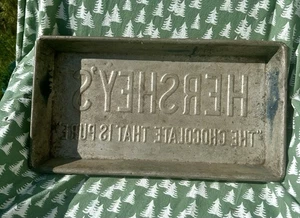 HERSHEY'S
"THE CHOCOLATE THAT IS PURE"